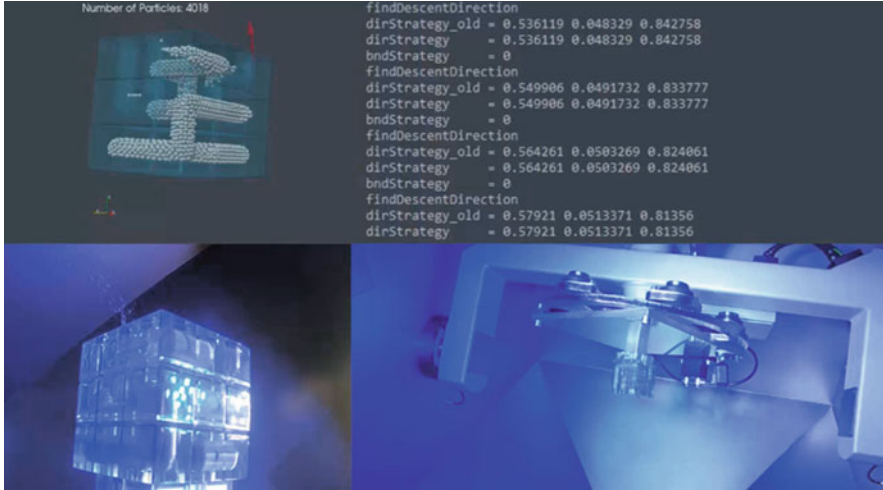 Number of Particles: 4018
findDescentDirection
dirStrategy_old = 0.536119 0.048329 0.842758
dirStrategy     = 0.536119 0.048329 0.842758
bndStrategy     = 0
findDescentDirection
dirStrategy_old = 0.549906 0.0491732 0.833777
dirStrategy     = 0.549906 0.0491732 0.833777
bndStrategy     = 0
findDescentDirection
dirStrategy_old = 0.564261 0.0503269 0.824061
dirStrategy     = 0.564261 0.0503269 0.824061
bndStrategy     = 0
findDescentDirection
dirStrategy_old = 0.57921 0.0513371 0.81356
dirStrategy     = 0.57921 0.0513371 0.81356